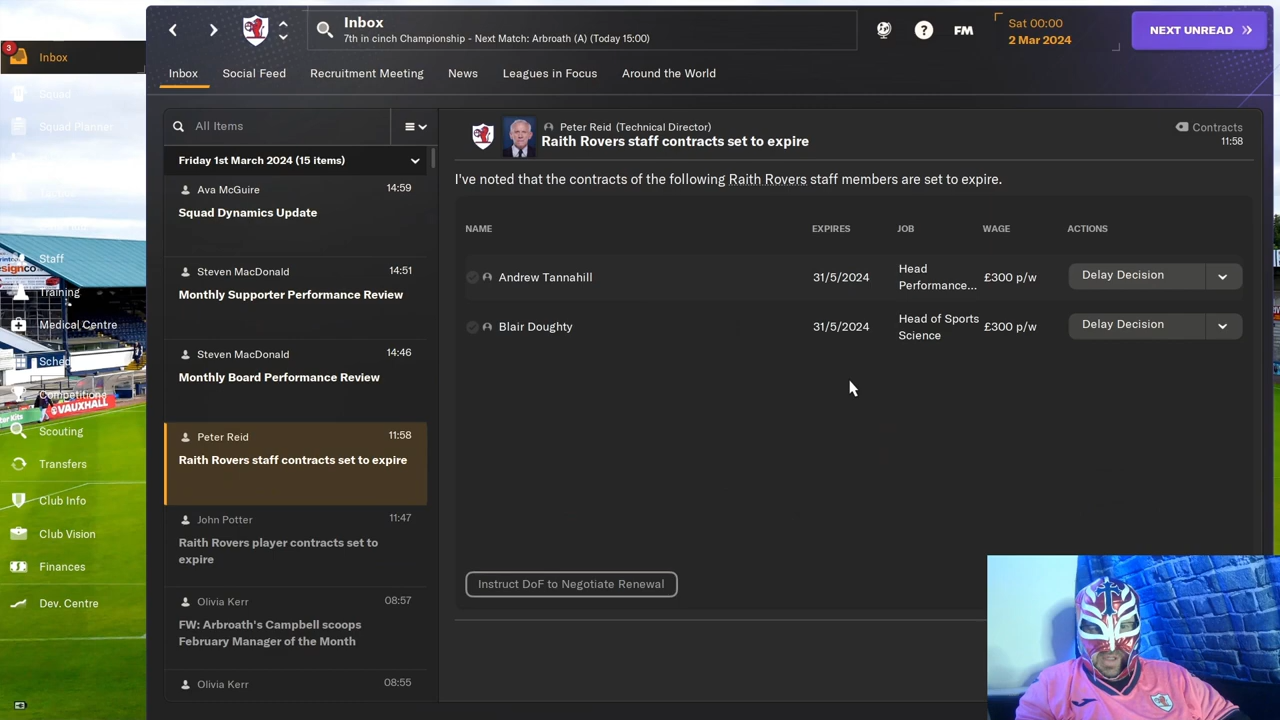 Inbox
7th in cinch Championship - Next Match: Arbroath (A) (Today 15:00)
?
FM
Sat 00:00
2 Mar 2024
NEXT UNREAD
3
Inbox
Squad
Squad Planner
Staff
Training
Medical Centre
Sched
Competitions
Scouting
Transfers
Club Info
Club Vision
Finances
Dev. Centre
VAUXHALL
Inbox
Social Feed
Recruitment Meeting
News
Leagues in Focus
Around the World
All Items
Friday 1st March 2024 (15 items)
Ava McGuire 14:59
Squad Dynamics Update
Steven MacDonald 14:51
Monthly Supporter Performance Review
Steven MacDonald 14:46
Monthly Board Performance Review
Peter Reid 11:58
Raith Rovers staff contracts set to expire
John Potter 11:47
Raith Rovers player contracts set to
expire
Olivia Kerr 08:57
FW: Arbroath's Campbell scoops
February Manager of the Month
Olivia Kerr 08:55
Peter Reid (Technical Director)
Raith Rovers staff contracts set to expire
Contracts
11:58
I've noted that the contracts of the following Raith Rovers staff members are set to expire.
NAME EXPIRES JOB WAGE ACTIONS
Andrew Tannahill 31/5/2024 Head Performance... £300 p/w Delay Decision
Blair Doughty 31/5/2024 Head of Sports Science £300 p/w Delay Decision
Instruct DoF to Negotiate Renewal